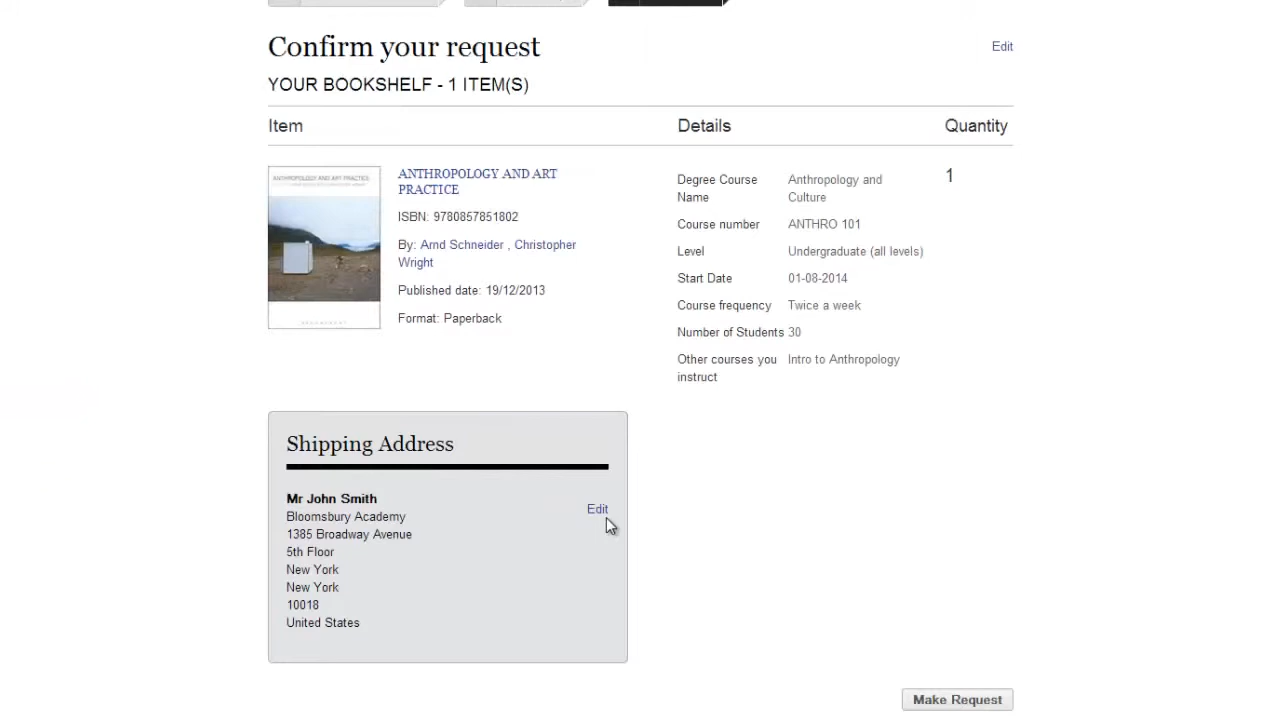 Confirm your request
Edit
YOUR BOOKSHELF - 1 ITEM(S)
Item
Details
Quantity
ANTHROPOLOGY AND ART PRACTICE
ANTHROPOLOGY AND ART
PRACTICE
ISBN: 9780857851802
By: Arnd Schneider , Christopher
Wright
Published date: 19/12/2013
Format: Paperback
Degree Course Anthropology and
Name Culture
Course number ANTHRO 101
Level Undergraduate (all levels)
Start Date 01-08-2014
Course frequency Twice a week
Number of Students 30
Other courses you Intro to Anthropology
instruct
1
Shipping Address
Mr John Smith
Edit
Bloomsbury Academy
1385 Broadway Avenue
5th Floor
New York
New York
10018
United States
Make Request